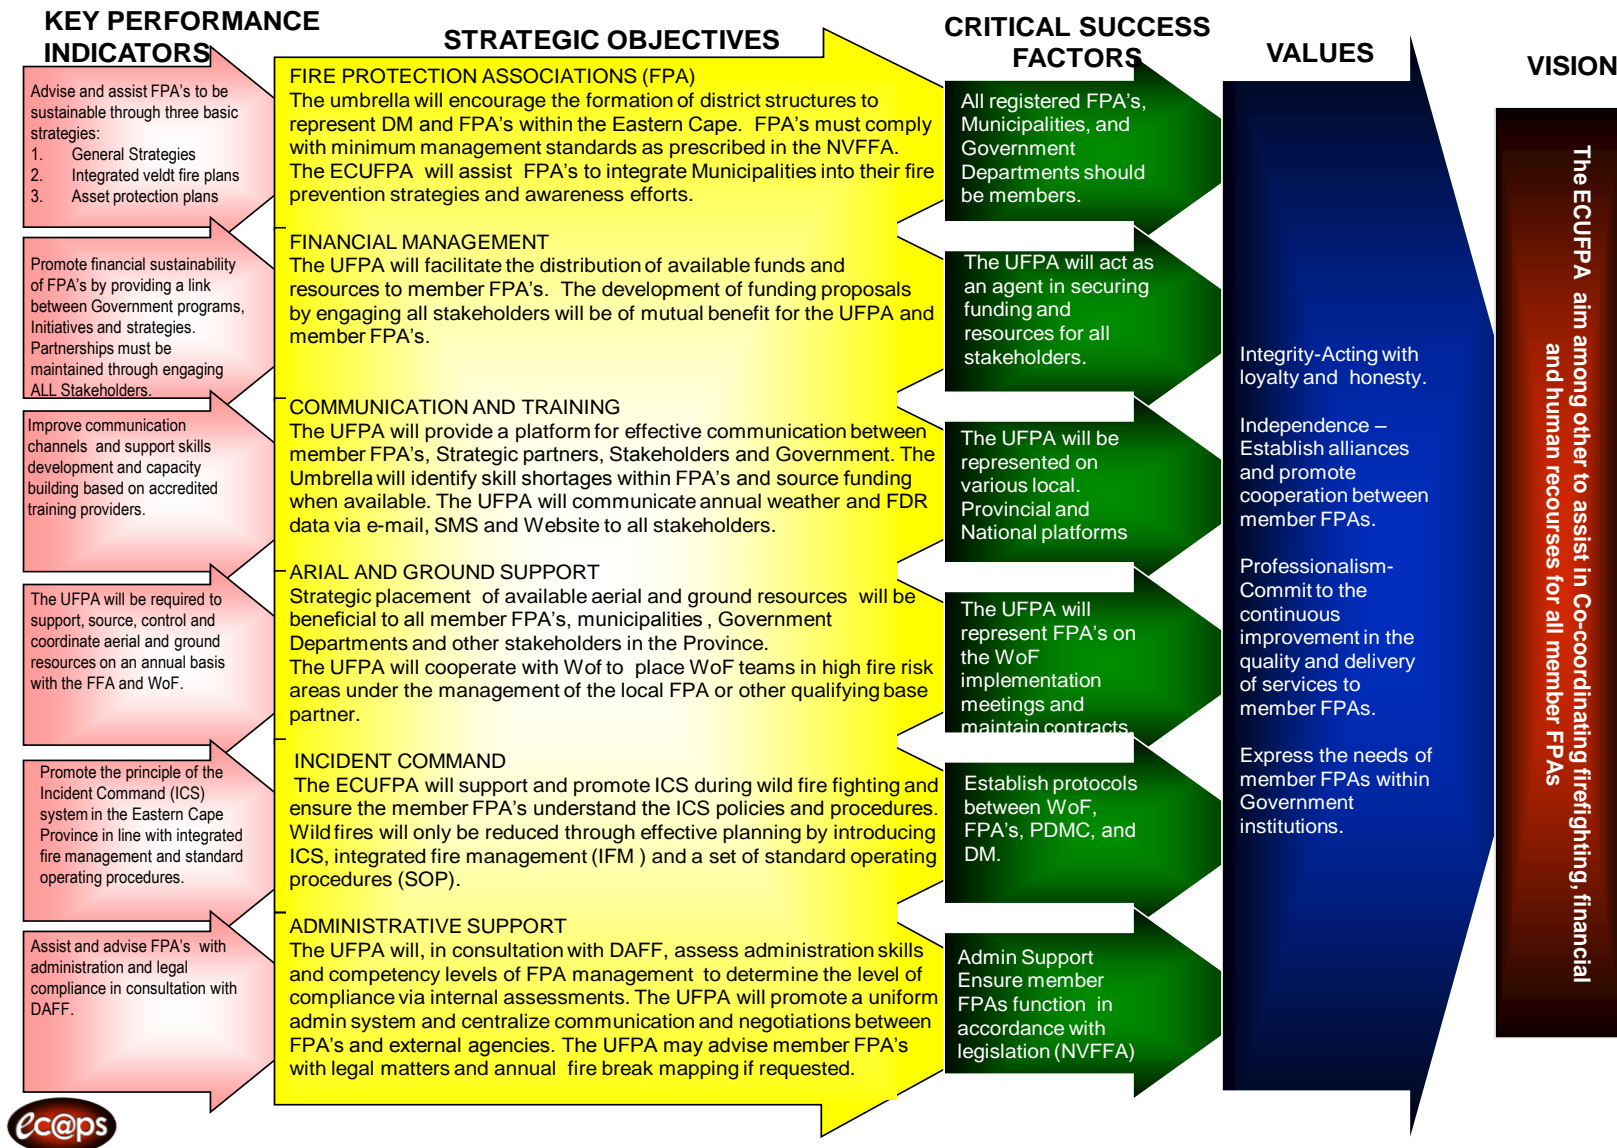 KEY PERFORMANCE
INDICATORS
Advise and assist FPA's to be
sustainable through three basic
strategies:
1. General Strategies
2. Integrated veldt fire plans
3. Asset protection plans
Promote financial sustainability
of FPA's by providing a link
between Government programs,
Initiatives and strategies.
Partnerships must be
maintained through engaging
ALL Stakeholders.
Improve communication
channels and support skills
development and capacity
building based on accredited
training providers.
The UFPA will be required to
support, source, control and
coordinate aerial and ground
resources on an annual basis
with the FFA and WoF.
Promote the principle of the
Incident Command (ICS)
system in the Eastern Cape
Province in line with integrated
fire management and standard
operating procedures.
Assist and advise FPA's with
administration and legal
compliance in consultation with
DAFF.
STRATEGIC OBJECTIVES
FIRE PROTECTION ASSOCIATIONS (FPA)
The umbrella will encourage the formation of district structures to
represent DM and FPA's within the Eastern Cape. FPA's must comply
with minimum management standards as prescribed in the NVFFA.
The ECUFPA will assist FPA's to integrate Municipalities into their fire
prevention strategies and awareness efforts.
FINANCIAL MANAGEMENT
The UFPA will facilitate the distribution of available funds and
resources to member FPA's. The development of funding proposals
by engaging all stakeholders will be of mutual benefit for the UFPA and
member FPA's.
COMMUNICATION AND TRAINING
The UFPA will provide a platform for effective communication between
member FPA's, Strategic partners, Stakeholders and Government. The
Umbrella will identify skill shortages within FPA's and source funding
when available. The UFPA will communicate annual weather and FDR
data via e-mail, SMS and Website to all stakeholders.
ARIAL AND GROUND SUPPORT
Strategic placement of available aerial and ground resources will be
beneficial to all member FPA's, municipalities , Government
Departments and other stakeholders in the Province.
The UFPA will cooperate with Wof to place WoF teams in high fire risk
areas under the management of the local FPA or other qualifying base
partner.
INCIDENT COMMAND
The ECUFPA will support and promote ICS during wild fire fighting and
ensure the member FPA's understand the ICS policies and procedures.
Wild fires will only be reduced through effective planning by introducing
ICS, integrated fire management (IFM ) and a set of standard operating
procedures (SOP).
ADMINISTRATIVE SUPPORT
The UFPA will, in consultation with DAFF, assess administration skills
and competency levels of FPA management to determine the level of
compliance via internal assessments. The UFPA will promote a uniform
admin system and centralize communication and negotiations between
FPA's and external agencies. The UFPA may advise member FPA's
with legal matters and annual fire break mapping if requested.
CRITICAL SUCCESS
FACTORS
All registered FPA's,
Municipalities, and
Government
Departments should
be members.
The UFPA will act as
an agent in securing
funding and
resources for all
stakeholders.
The UFPA will be
represented on
various local.
Provincial and
National platforms
The UFPA will
represent FPA's on
the WoF
implementation
meetings and
maintain contracts
Establish protocols
between WoF,
FPA's, PDMC, and
DM.
Admin Support
Ensure member
FPAs function in
accordance with
legislation (NVFFA)
VALUES
Integrity-Acting with
loyalty and honesty.
Independence –
Establish alliances
and promote
cooperation between
member FPAs.
Professionalism-
Commit to the
continuous
improvement in the
quality and delivery
of services to
member FPAs.
Express the needs of
member FPAs within
Government
institutions.
VISION
The ECUFPA aim among other to assist in Co-coordinating firefighting, financial
and human recourses for all member FPAs
ec@ps